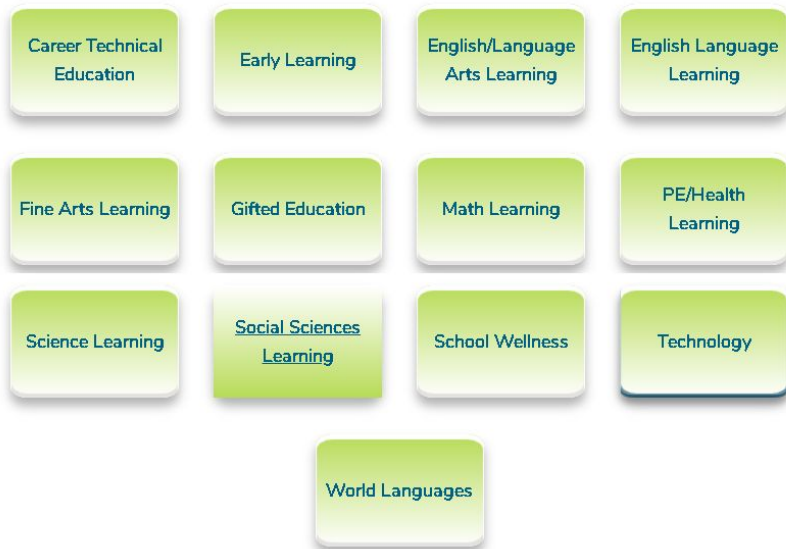 Career Technical
Education
Early Learning
English/Language
Arts Learning
English Language
Learning
Fine Arts Learning
Gifted Education
Math Learning
PE/Health
Learning
Science Learning
Social Sciences
Learning
School Wellness
Technology
World Languages